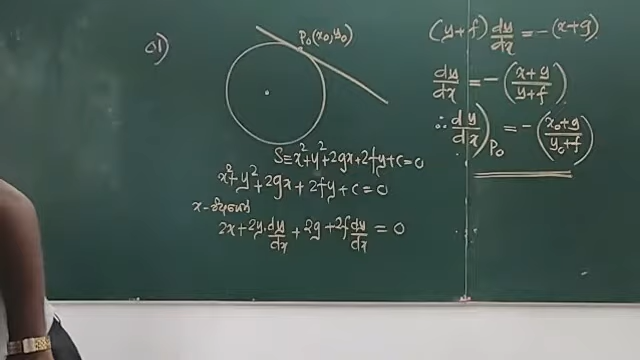 01)
P₀(x₀,y₀)
S≡x²+y²+2gx+2fy+c=0
x²+y²+2gx+2fy+c=0
2x+2y.dy/dx+2g+2f dy/dx=0
(y+f)dy/dx=-(x+g)
dy/dx=-(x+g/y+f)
∴dy/dx)P₀=-(x₀+g/y₀+f)